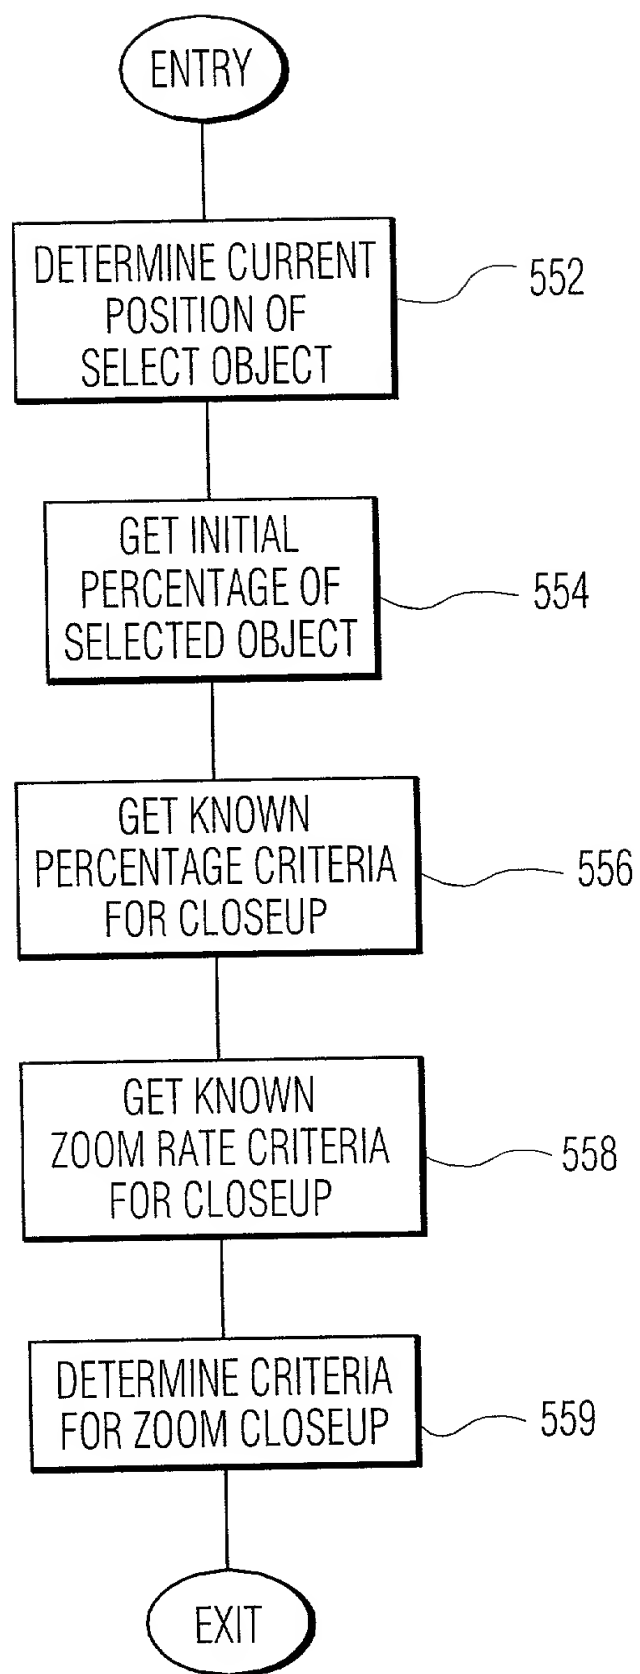 ENTRY
DETERMINE CURRENT
POSITION OF
SELECT OBJECT
552
GET INITIAL
PERCENTAGE OF
SELECTED OBJECT
554
GET KNOWN
PERCENTAGE CRITERIA
FOR CLOSEUP
556
GET KNOWN
ZOOM RATE CRITERIA
FOR CLOSEUP
558
DETERMINE CRITERIA
FOR ZOOM CLOSEUP
559
EXIT